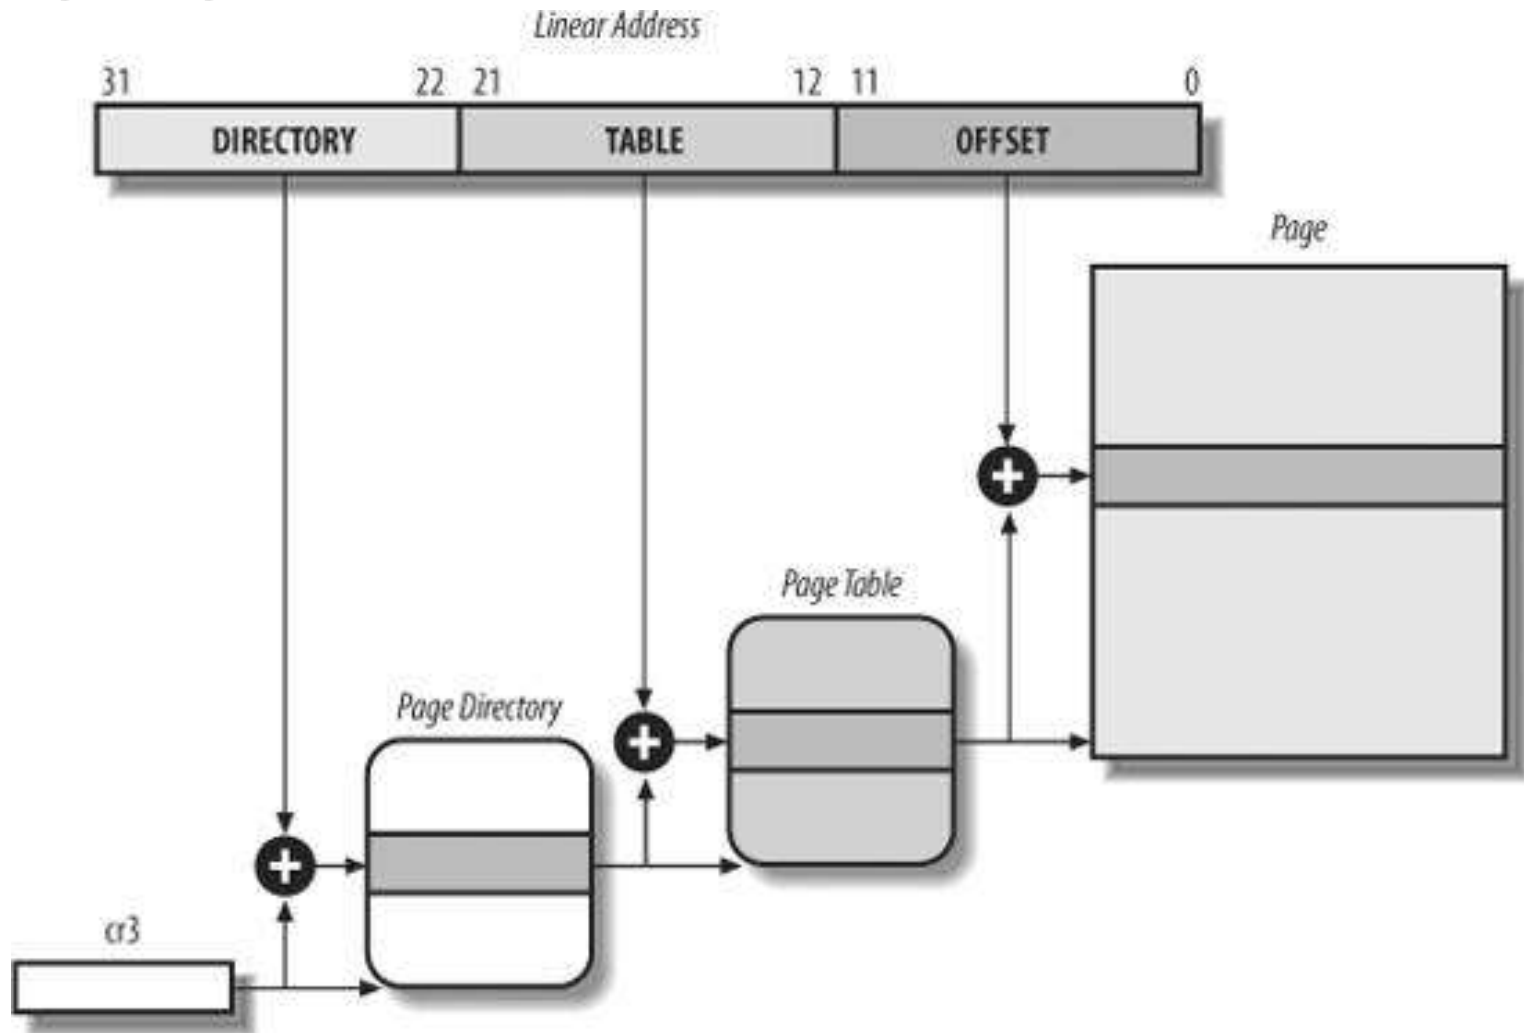 Linear Address
31 22 21 12 11 0
DIRECTORY TABLE OFFSET
Page
Page Table
Page Directory
cr3